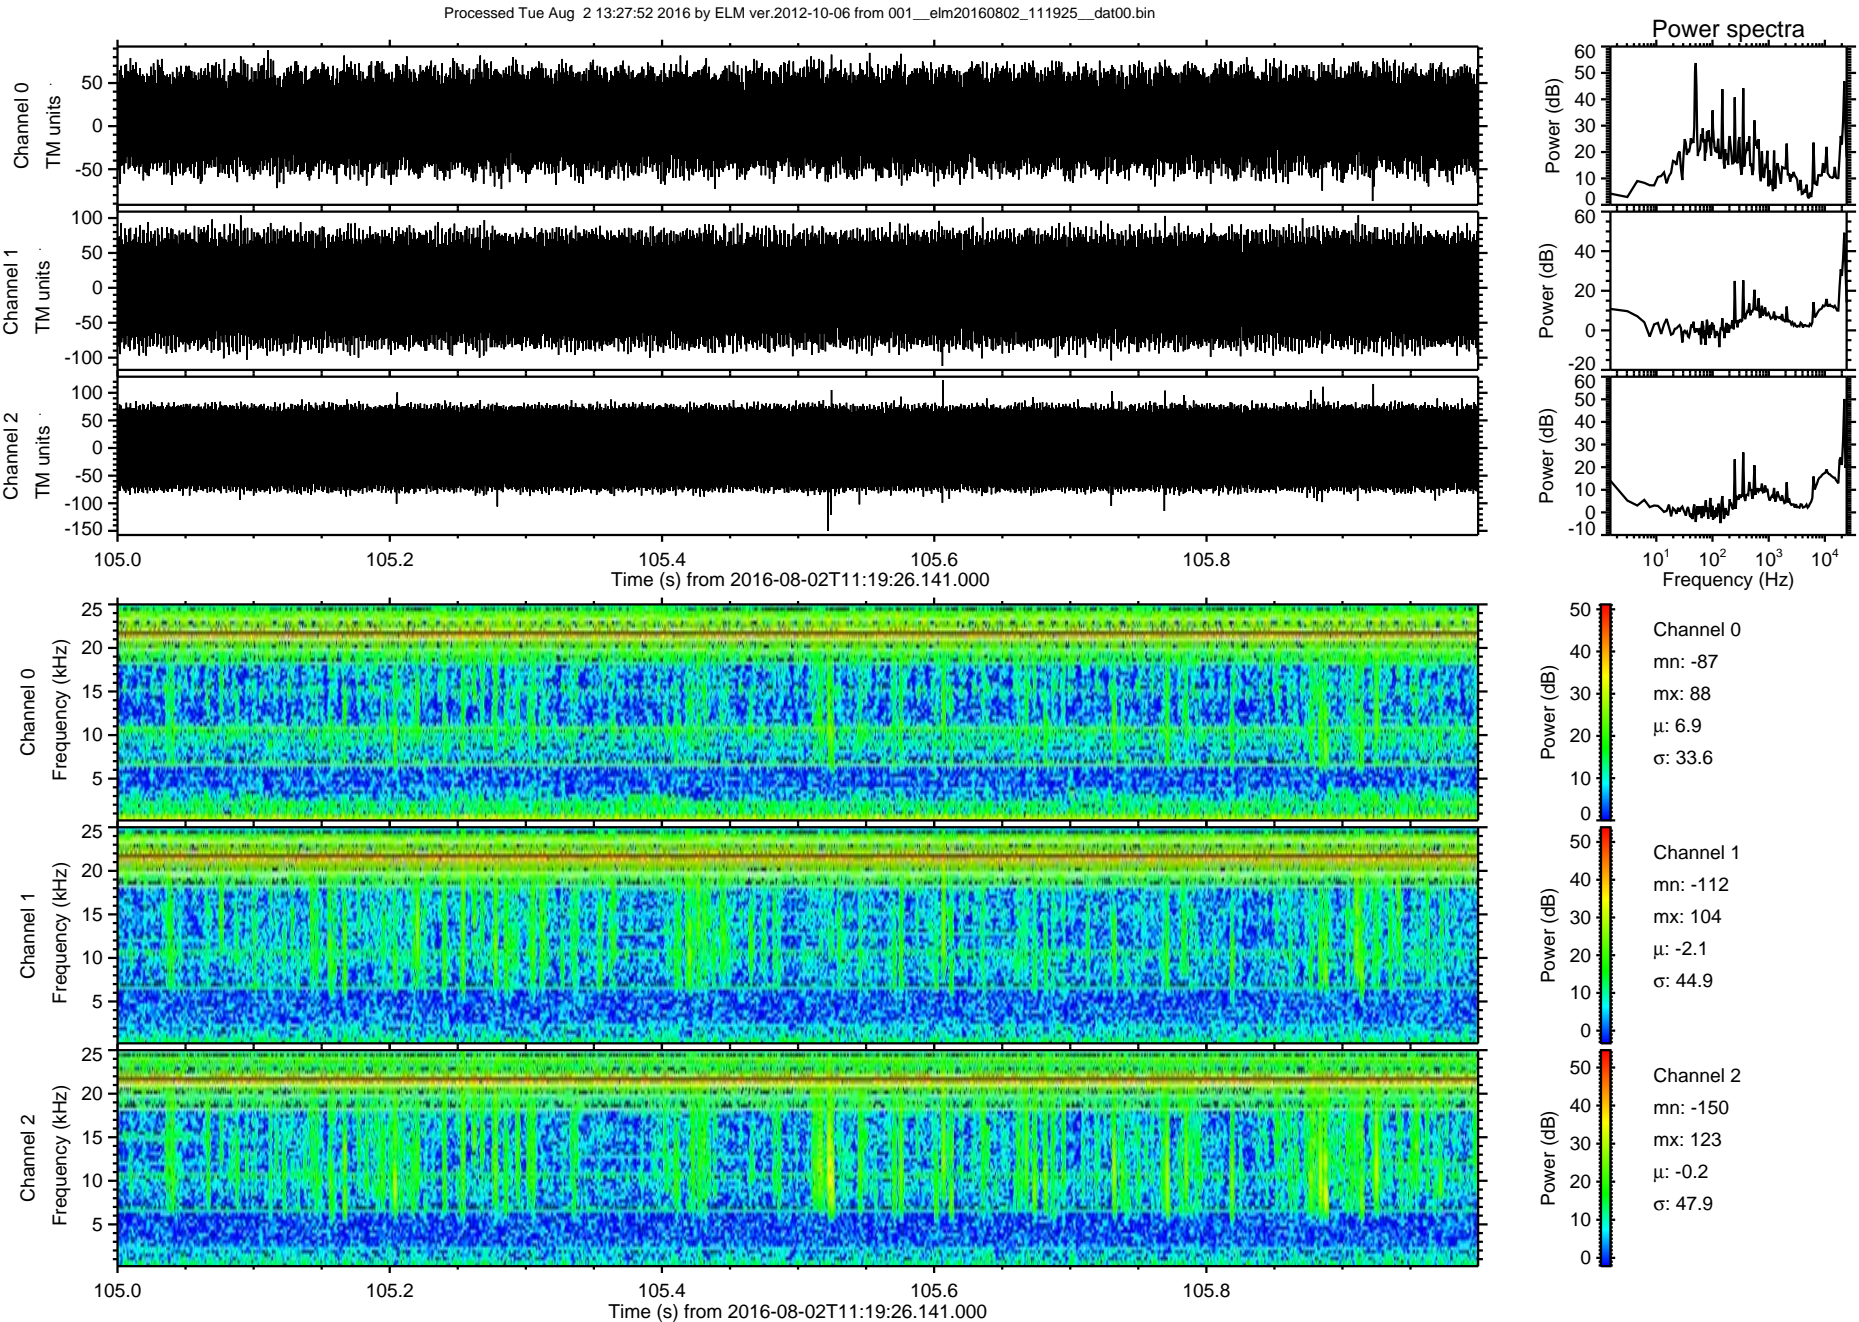 Processed Tue Aug 2 13:27:52 2016 by ELM ver.2012-10-06 from 001__elm20160802_111925__dat00.bin
Power spectra
Channel 0
TM units
50
0
-50
Power (dB)
60
50
40
30
20
10
0
Channel 1
TM units
100
50
0
-50
-100
Power (dB)
60
40
20
0
-20
Channel 2
TM units
100
50
0
-50
-100
-150
Power (dB)
60
50
40
30
20
10
0
-10
105.0 105.2 105.4 105.6 105.8
Time (s) from 2016-08-02T11:19:26.141.000
10^1 10^2 10^3 10^4
Frequency (Hz)
Channel 0
Frequency (kHz)
25
20
15
10
5
Power (dB)
50
40
30
20
10
0
Channel 0
mn: -87
mx: 88
µ: 6.9
σ: 33.6
Channel 1
Frequency (kHz)
25
20
15
10
5
Power (dB)
50
40
30
20
10
0
Channel 1
mn: -112
mx: 104
µ: -2.1
σ: 44.9
Channel 2
Frequency (kHz)
25
20
15
10
5
Power (dB)
50
40
30
20
10
0
Channel 2
mn: -150
mx: 123
µ: -0.2
σ: 47.9
105.0 105.2 105.4 105.6 105.8
Time (s) from 2016-08-02T11:19:26.141.000